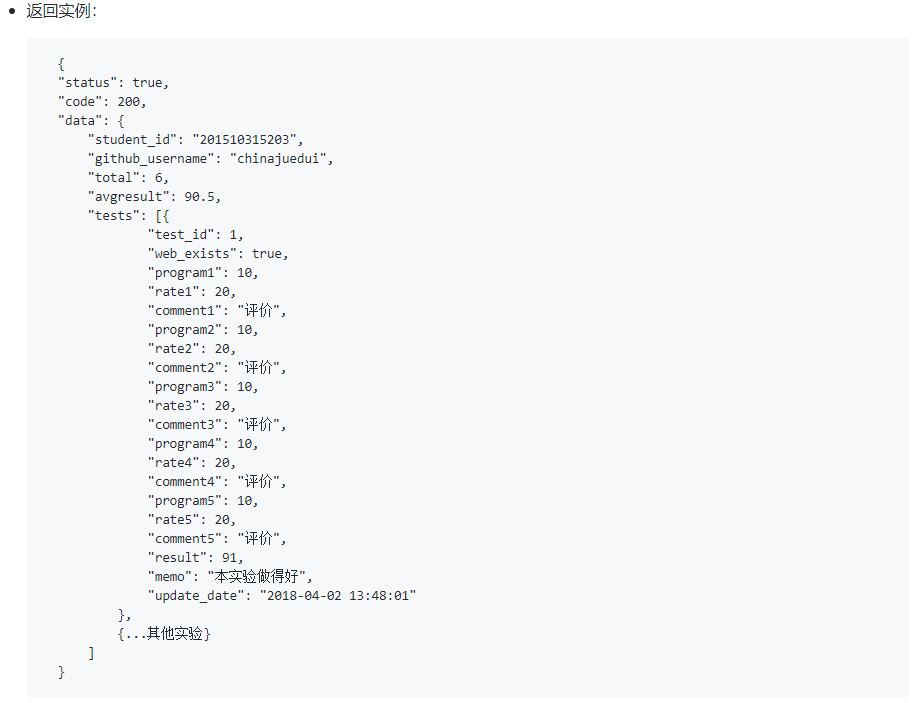 • 返回实例：
{
"status": true,
"code": 200,
"data": {
    "student_id": "201510315203",
    "github_username": "chinajuedui",
    "total": 6,
    "avgresult": 90.5,
    "tests": [{
            "test_id": 1,
            "web_exists": true,
            "program1": 10,
            "rate1": 20,
            "comment1": "评价",
            "program2": 10,
            "rate2": 20,
            "comment2": "评价",
            "program3": 10,
            "rate3": 20,
            "comment3": "评价",
            "program4": 10,
            "rate4": 20,
            "comment4": "评价",
            "program5": 10,
            "rate5": 20,
            "comment5": "评价",
            "result": 91,
            "memo": "本实验做得好",
            "update_date": "2018-04-02 13:48:01"
        },
        {...其他实验}
    ]
}